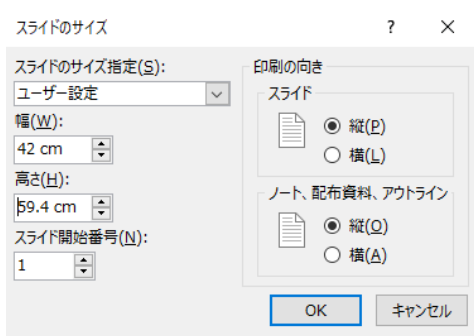 スライドのサイズ
? ×
スライドのサイズ指定(S):
ユーザー設定
幅(W):
42 cm
高さ(H):
59.4 cm
スライド開始番号(N):
1
印刷の向き
スライド
縦(P)
横(L)
ノート、配布資料、アウトライン
縦(O)
横(A)
OK
キャンセル